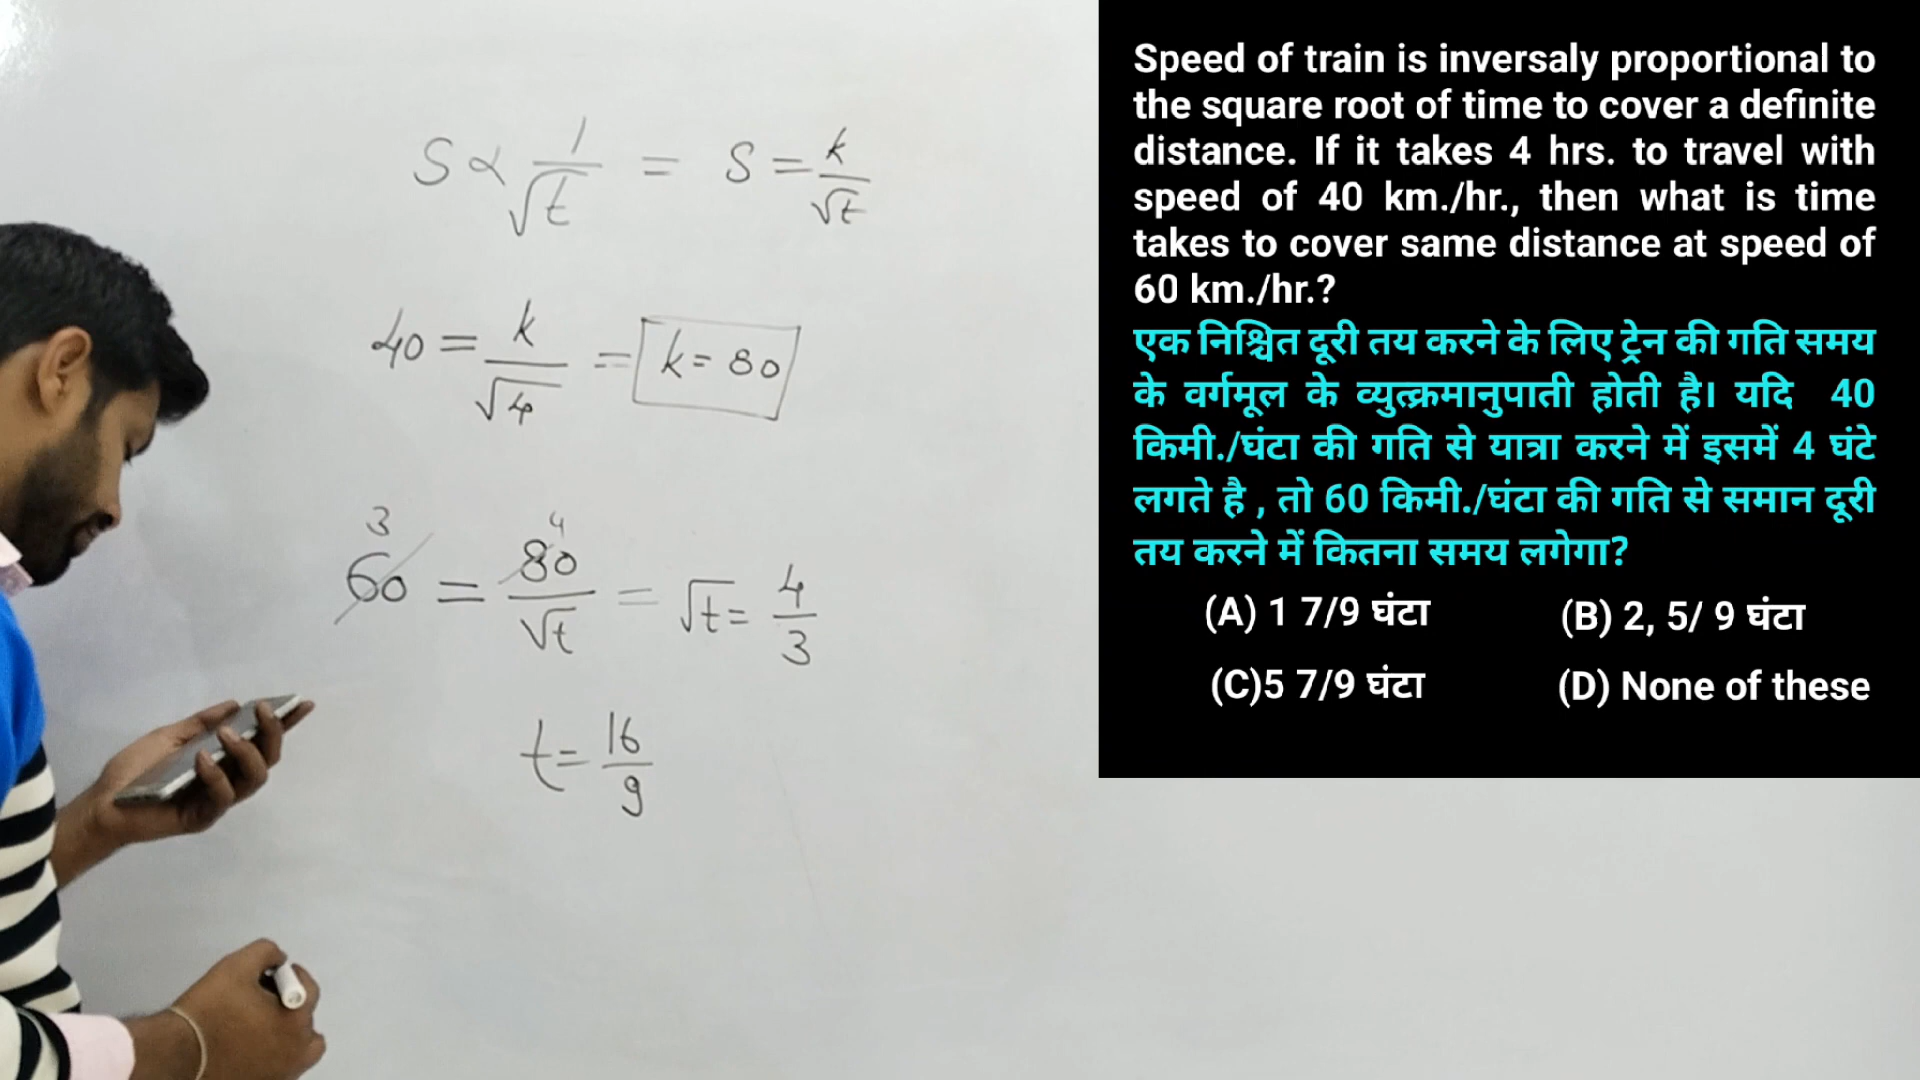 S ∝ 1/√t = S = k/√t
40 = k/√4 = k = 80
3 4
60 = 80/√t = √t = 4/3
t = 16/9
Speed of train is inversaly proportional to
the square root of time to cover a definite
distance. If it takes 4 hrs. to travel with
speed of 40 km./hr., then what is time
takes to cover same distance at speed of
60 km./hr.?
एक निश्चित दूरी तय करने के लिए ट्रेन की गति समय
के वर्गमूल के व्युत्क्रमानुपाती होती है। यदि 40
किमी./घंटा की गति से यात्रा करने में इसमें 4 घंटे
लगते है , तो 60 किमी./घंटा की गति से समान दूरी
तय करने में कितना समय लगेगा?
(A) 1 7/9 घंटा (B) 2, 5/ 9 घंटा
(C)5 7/9 घंटा (D) None of these